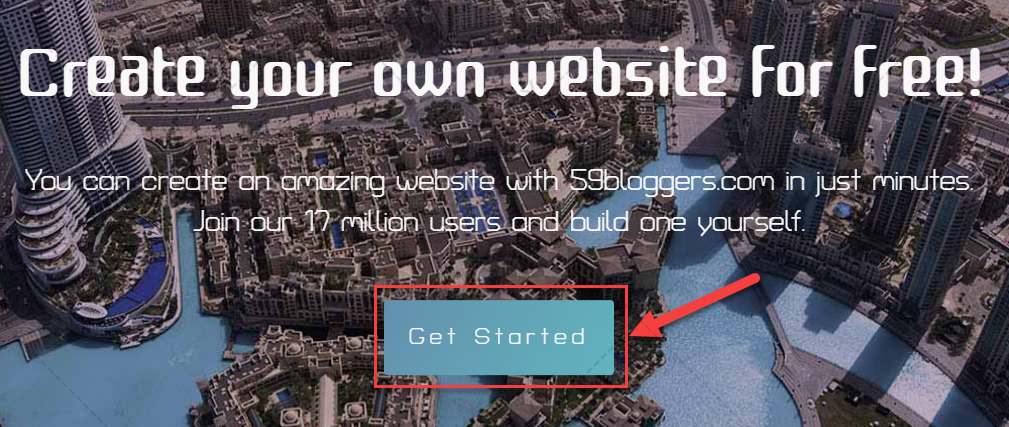 Create your own website for free!
You can create an amazing website with 59bloggers.com in just minutes.
Join our 17 million users and build one yourself.
Get Started